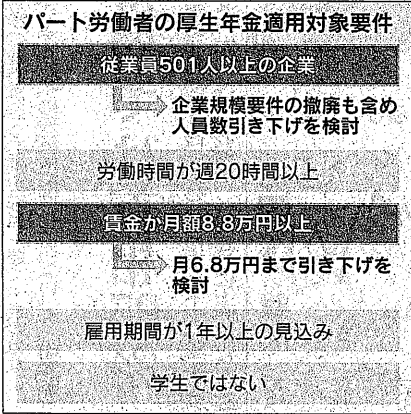 パート労働者の厚生年金適用対象要件
従業員501人以上の企業
企業規模要件の撤廃も含め
人員数引き下げを検討
労働時間が週20時間以上
賃金が月額8.8万円以上
月6.8万円まで引き下げを
検討
雇用期間が1年以上の見込み
学生ではない